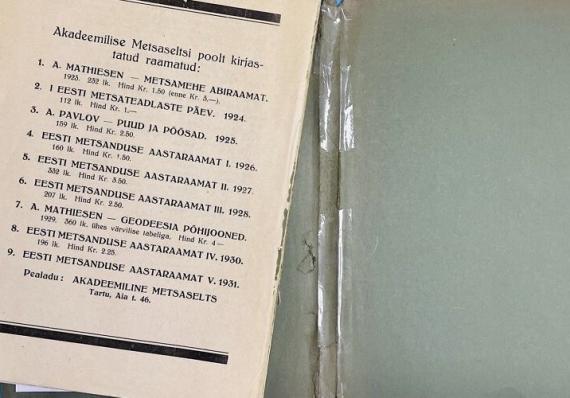 Akadeemilise Metsaseltsi poolt kirjas-
tatud raamatud:
1. A. MATHIESEN — METSAMEHE ABIRAAMAT.
1925. 252 lk. Hind Kr. 1.50 (enne Kr. 3,—).
2. I EESTI METSATEADLASTE PÄEV. 1924.
112 lk. Hind Kr. 1.—
3. A. PAVLOV — PUUD JA PÕÕSAD. 1925.
159 lk. Hind Kr. 2.50.
4. EESTI METSANDUSE AASTARAAMAT I. 1926.
160 lk. Hind Kr. 1.50.
5. EESTI METSANDUSE AASTARAAMAT II. 1927.
332 lk. Hind Kr. 3.50.
6. EESTI METSANDUSE AASTARAAMAT III. 1928.
207 lk. Hind Kr. 2.50.
7. A. MATHIESEN — GEODEESIA PÕHIJOONED.
1929. 360 lk. ühes värvilise tabeliga. Hind Kr. 4—
8. EESTI METSANDUSE AASTARAAMAT IV. 1930.
196 lk. Hind Kr. 2.25.
9. EESTI METSANDUSE AASTARAAMAT V. 1931.
Pealadu: AKADEEMILINE METSASELTS
Tartu, Aia t. 46.